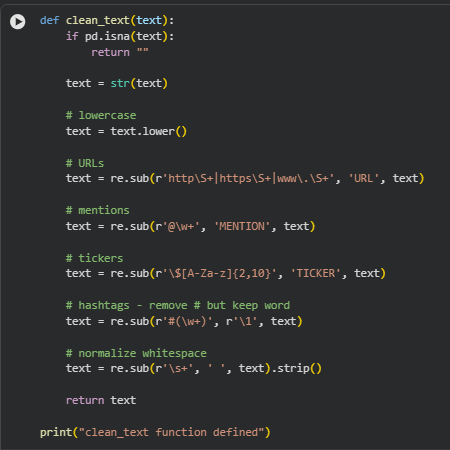 def clean_text(text):
    if pd.isna(text):
        return ""

    text = str(text)

    # lowercase
    text = text.lower()

    # URLs
    text = re.sub(r'http\S+|https\S+|www\.\S+', 'URL', text)

    # mentions
    text = re.sub(r'@\w+', 'MENTION', text)

    # tickers
    text = re.sub(r'\$[A-Za-z]{2,10}', 'TICKER', text)

    # hashtags - remove # but keep word
    text = re.sub(r'#(\w+)', r'\1', text)

    # normalize whitespace
    text = re.sub(r'\s+', ' ', text).strip()

    return text

print("clean_text function defined")